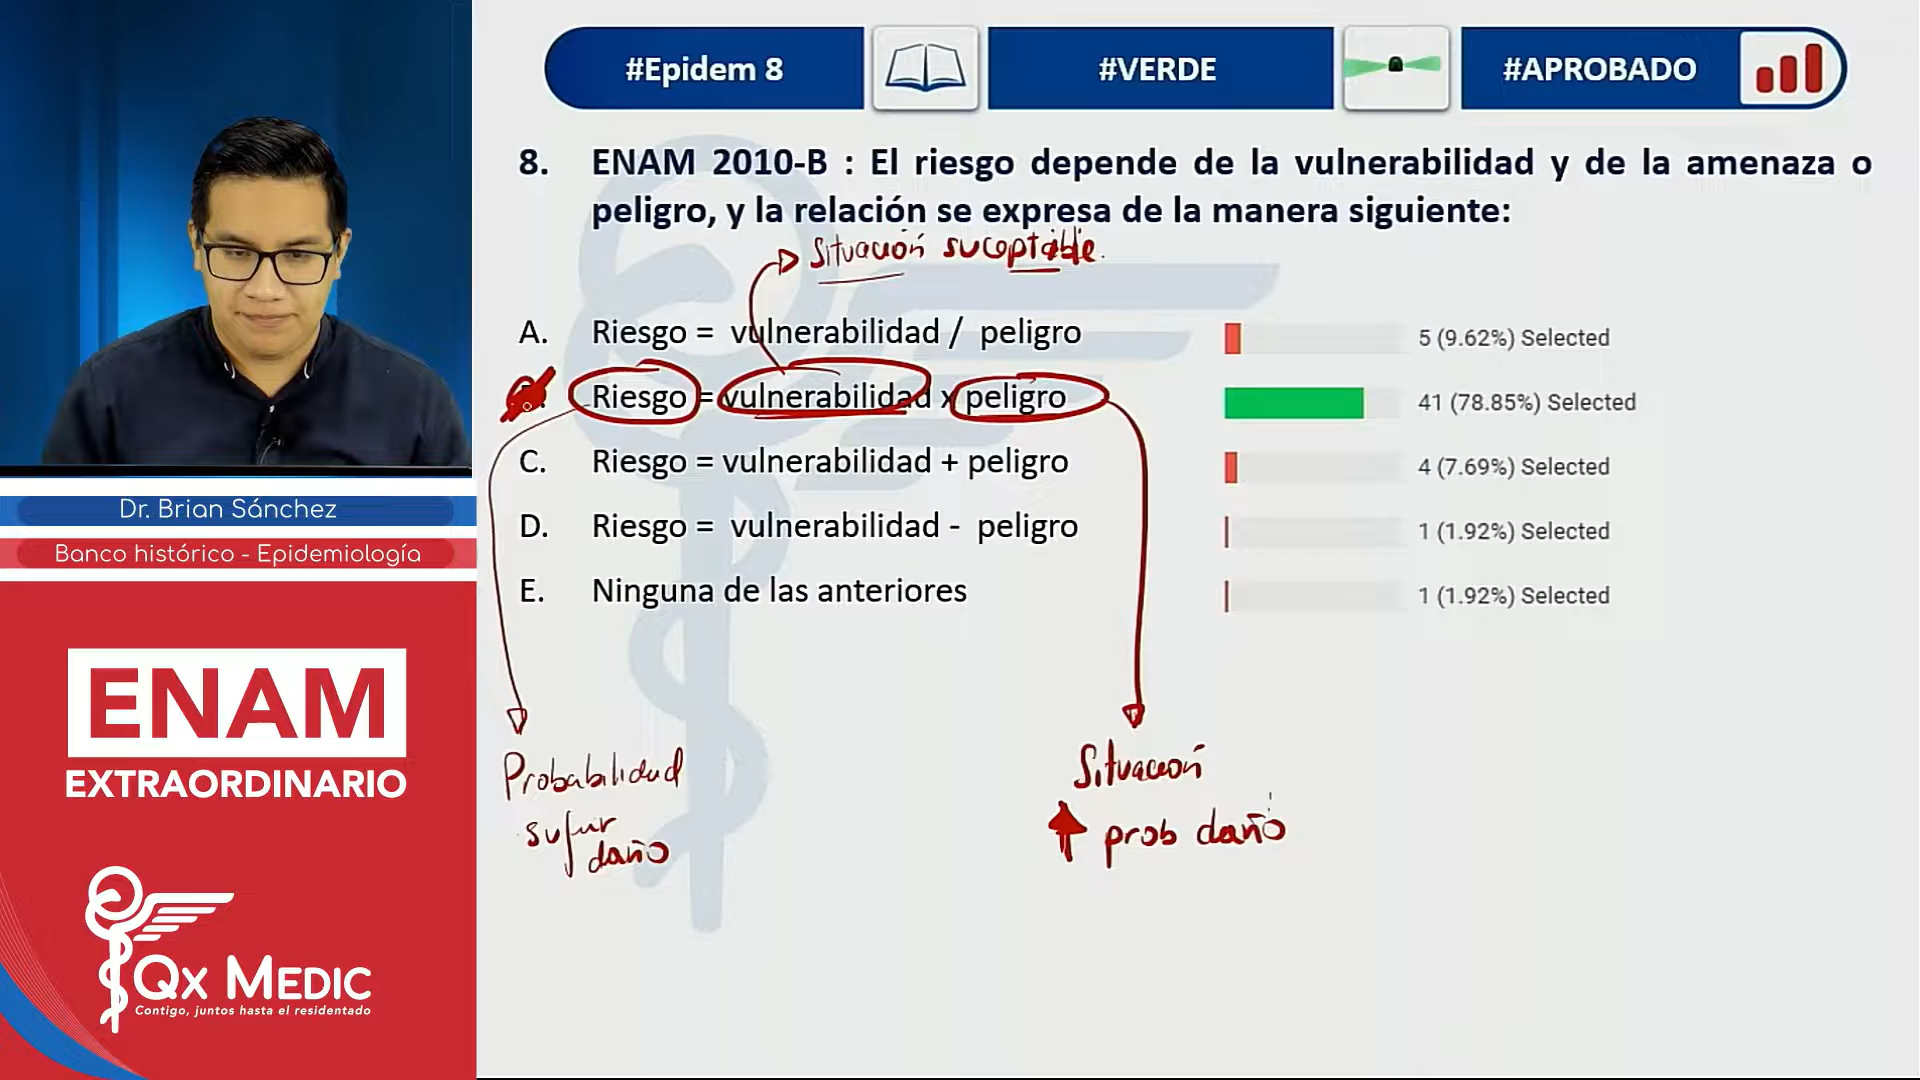 #Epidem 8
#VERDE
#APROBADO
8. ENAM 2010-B : El riesgo depende de la vulnerabilidad y de la amenaza o
peligro, y la relación se expresa de la manera siguiente:
Situación suceptible.
A. Riesgo = vulnerabilidad / peligro
5 (9.62%) Selected
Riesgo = vulnerabilidad x peligro
41 (78.85%) Selected
C. Riesgo = vulnerabilidad + peligro
4 (7.69%) Selected
D. Riesgo = vulnerabilidad - peligro
1 (1.92%) Selected
E. Ninguna de las anteriores
1 (1.92%) Selected
Probabilidad
sufrir
daño
Situación
prob daño
Dr. Brian Sánchez
Banco histórico - Epidemiología
ENAM
EXTRAORDINARIO
Qx MEDIC
Contigo, juntos hasta el residentado